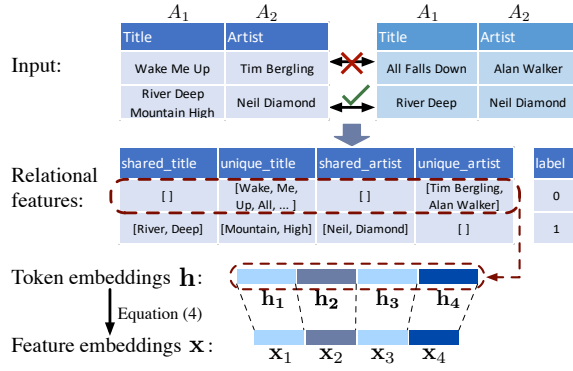 A₁ A₂ A₁ A₂
Input:
Title Artist Title Artist
Wake Me Up Tim Bergling All Falls Down Alan Walker
River Deep
Mountain High Neil Diamond River Deep Neil Diamond
Relational
features:
shared_title unique_title shared_artist unique_artist label
[ ] [Wake, Me,
Up, All, ... ] [ ] [Tim Bergling,
Alan Walker] 0
[River, Deep] [Mountain, High] [Neil, Diamond] [ ] 1
Token embeddings h:
h₁ h₂ h₃ h₄
Equation (4)
Feature embeddings x:
x₁ x₂ x₃ x₄